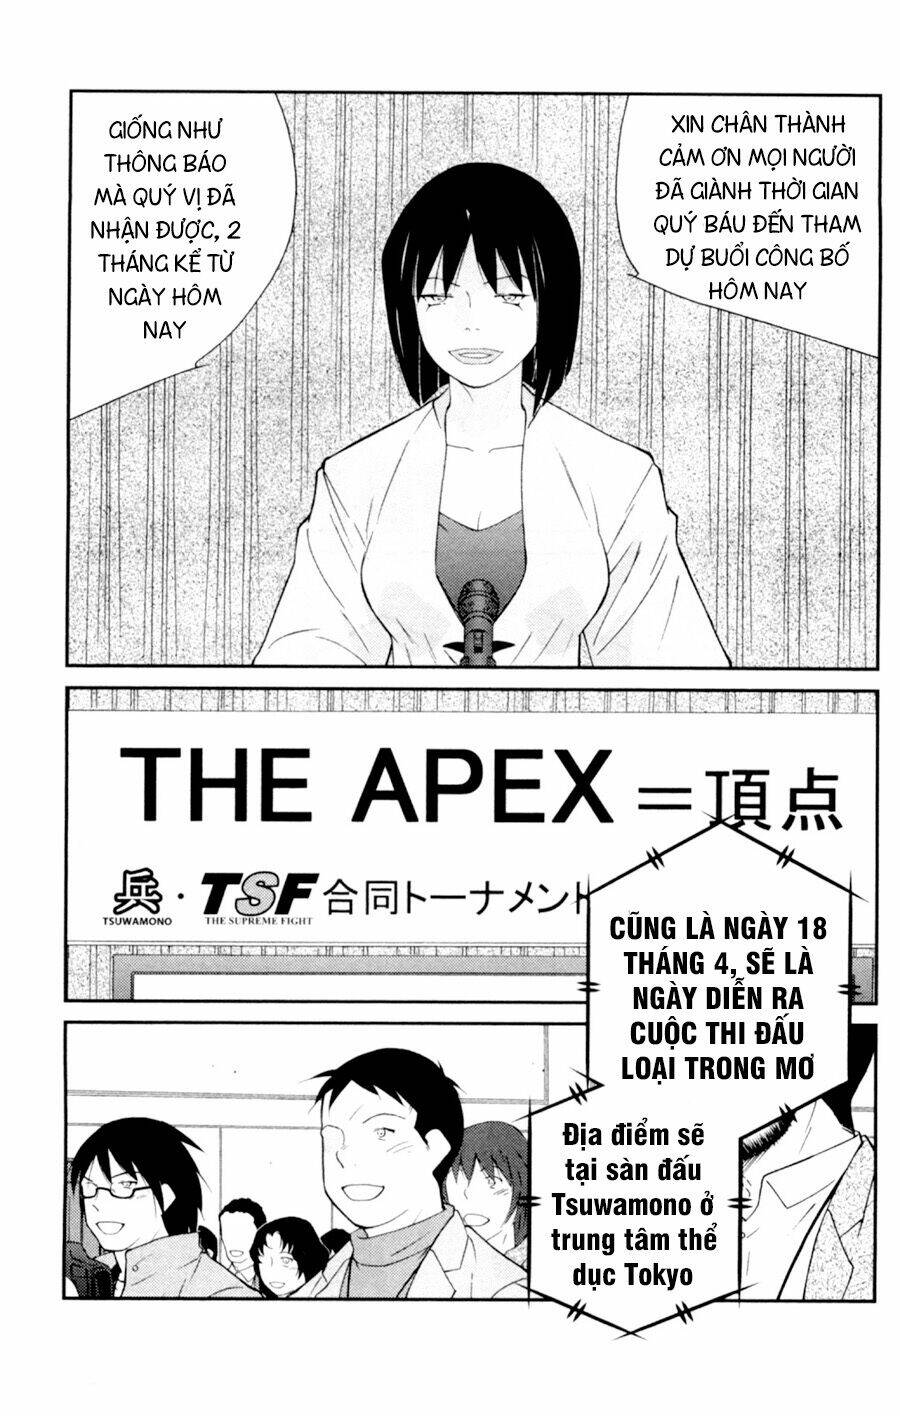 XIN CHÂN THÀNH
CẢM ƠN MỌI NGƯỜI
ĐÃ GIÀNH THỜI GIAN
QUÝ BÁU ĐẾN THAM
DỰ BUỔI CÔNG BỐ
HÔM NAY
GIỐNG NHƯ
THÔNG BÁO
MÀ QUÝ VỊ ĐÃ
NHẬN ĐƯỢC, 2
THÁNG KỂ TỪ
NGÀY HÔM
NAY
THE APEX = 頂点
兵・TSF 合同トーナメント
TSUWAMONO THE SUPREME FIGHT
CŨNG LÀ NGÀY 18
THÁNG 4, SẼ LÀ
NGÀY DIỄN RA
CUỘC THI ĐẤU
LOẠI TRONG MƠ
Địa điểm sẽ
tại sàn đấu
Tsuwamono ở
trung tâm thể
dục Tokyo